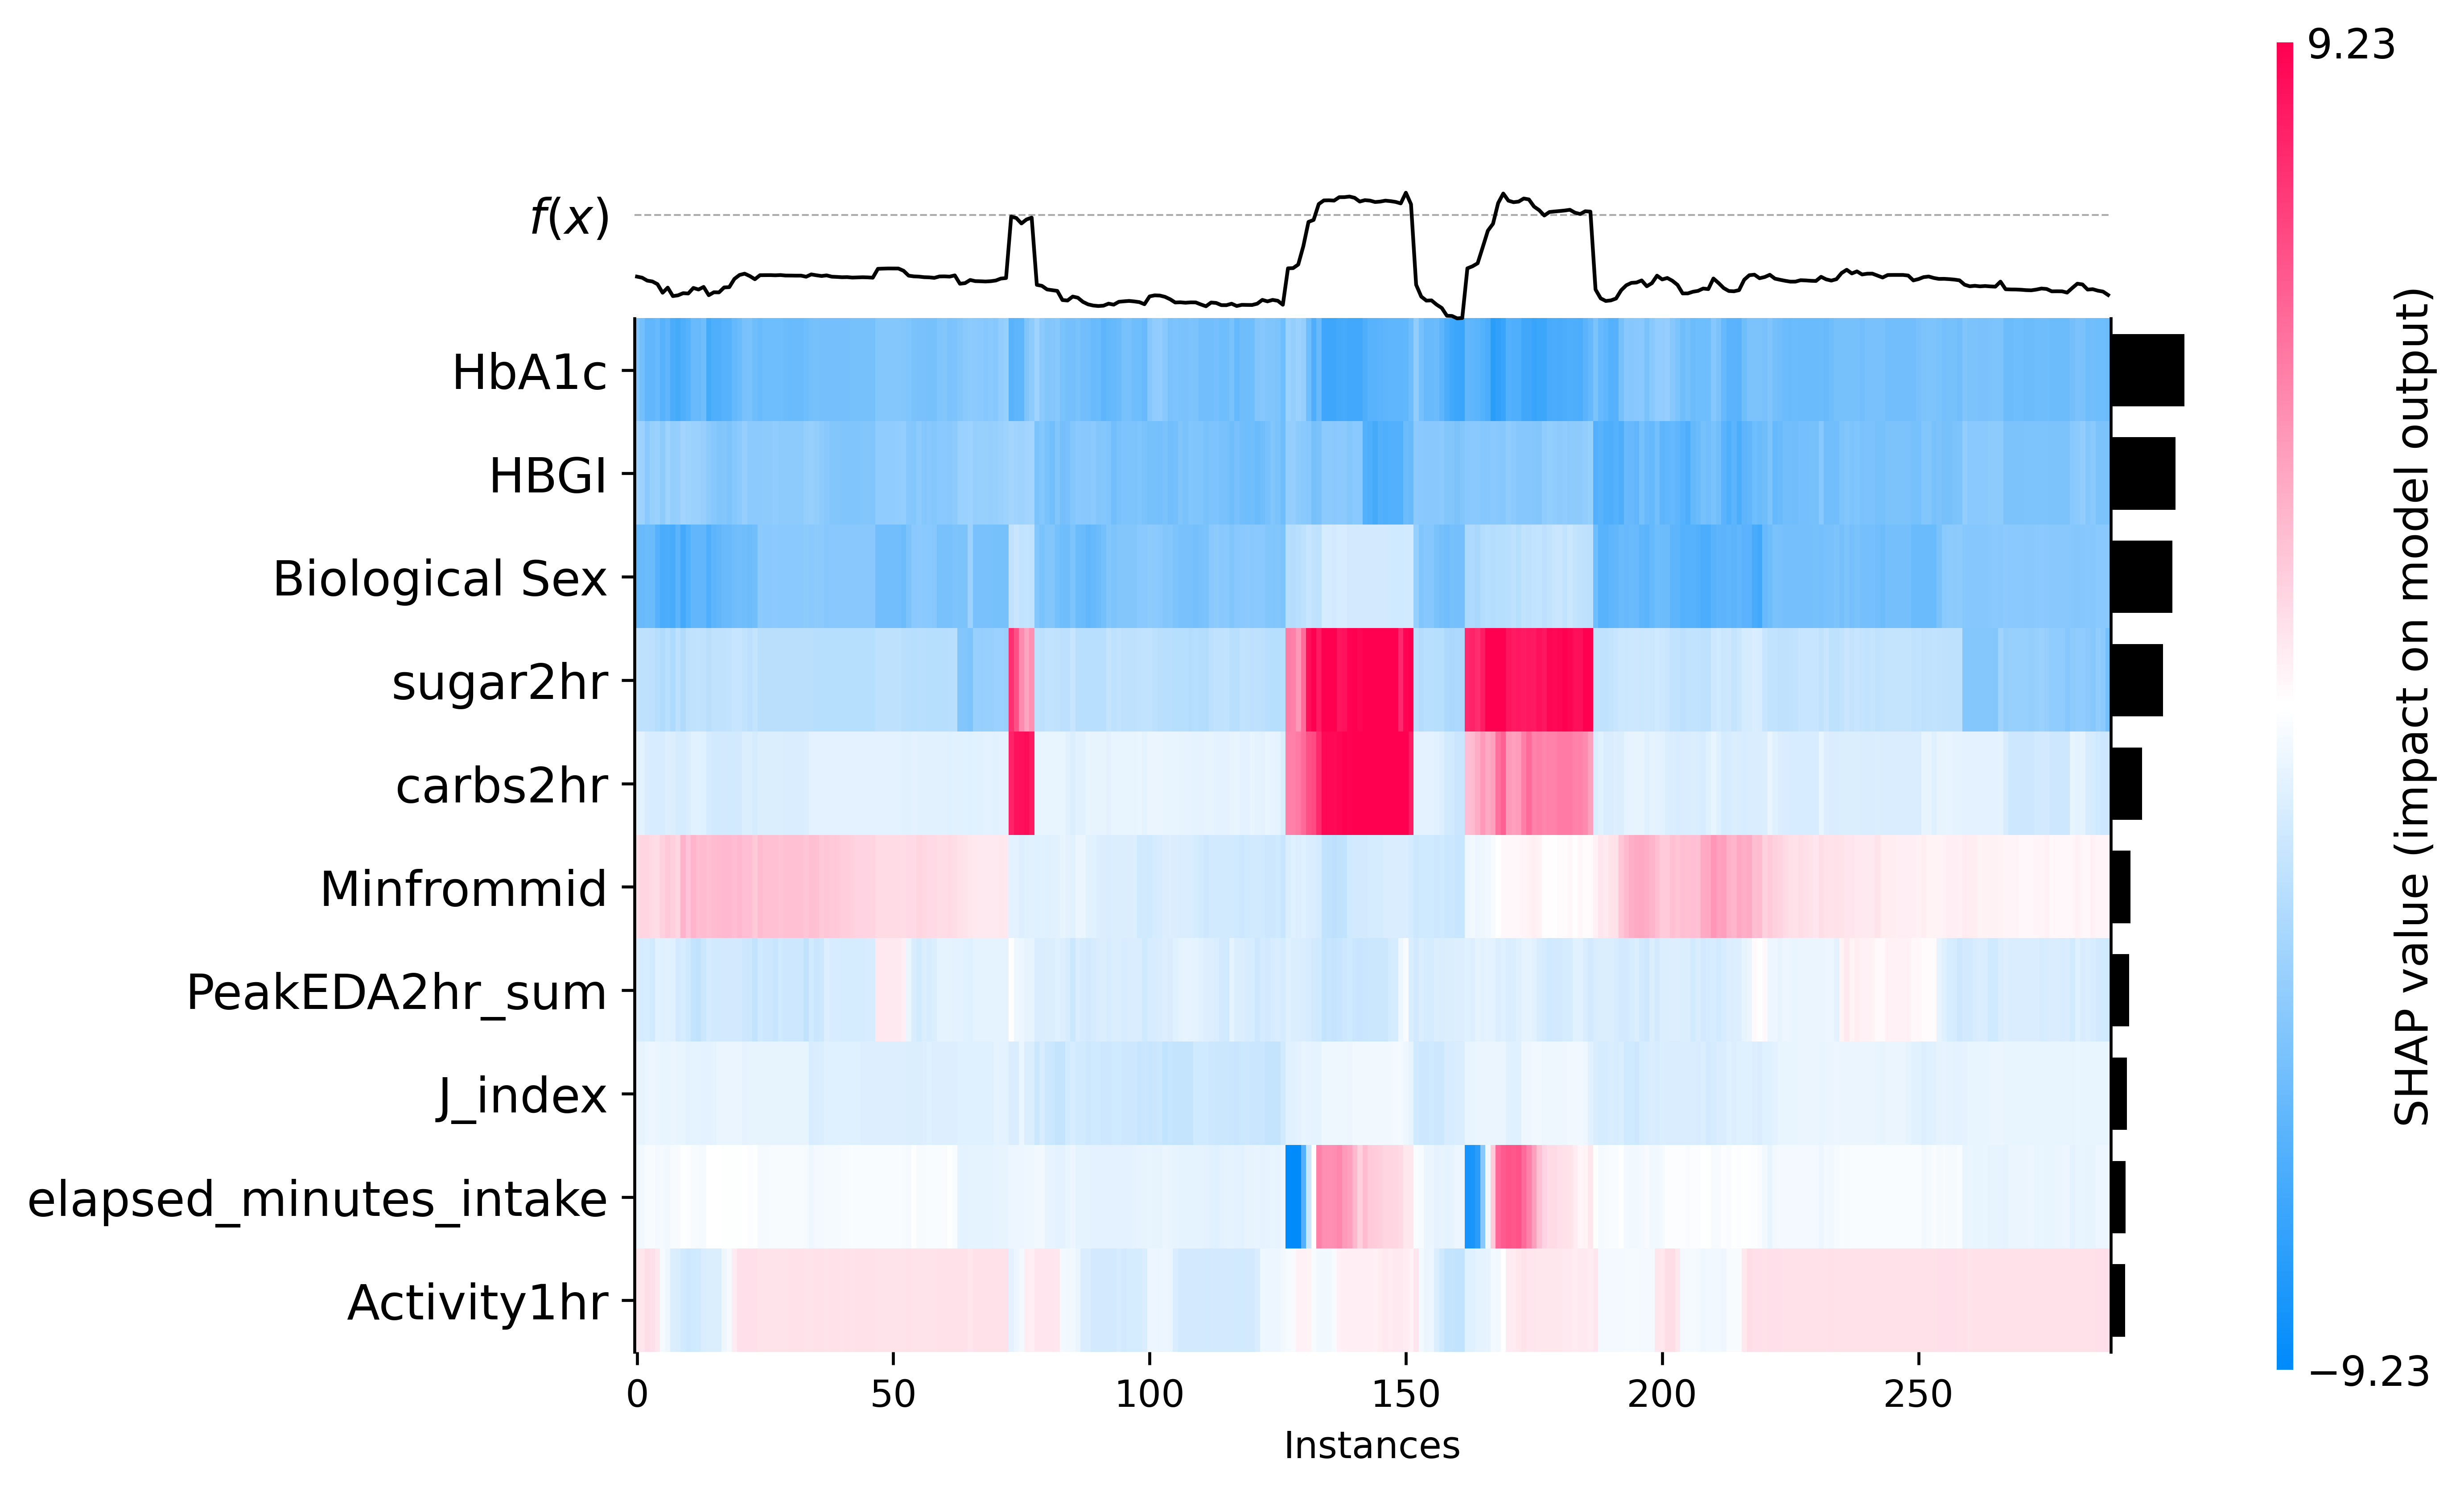 9.23
f(x)
HbA1c
HBGI
Biological Sex
sugar2hr
carbs2hr
Minfrommid
PeakEDA2hr_sum
J_index
elapsed_minutes_intake
Activity1hr
0 50 100 150 200 250
Instances
−9.23
SHAP value (impact on model output)